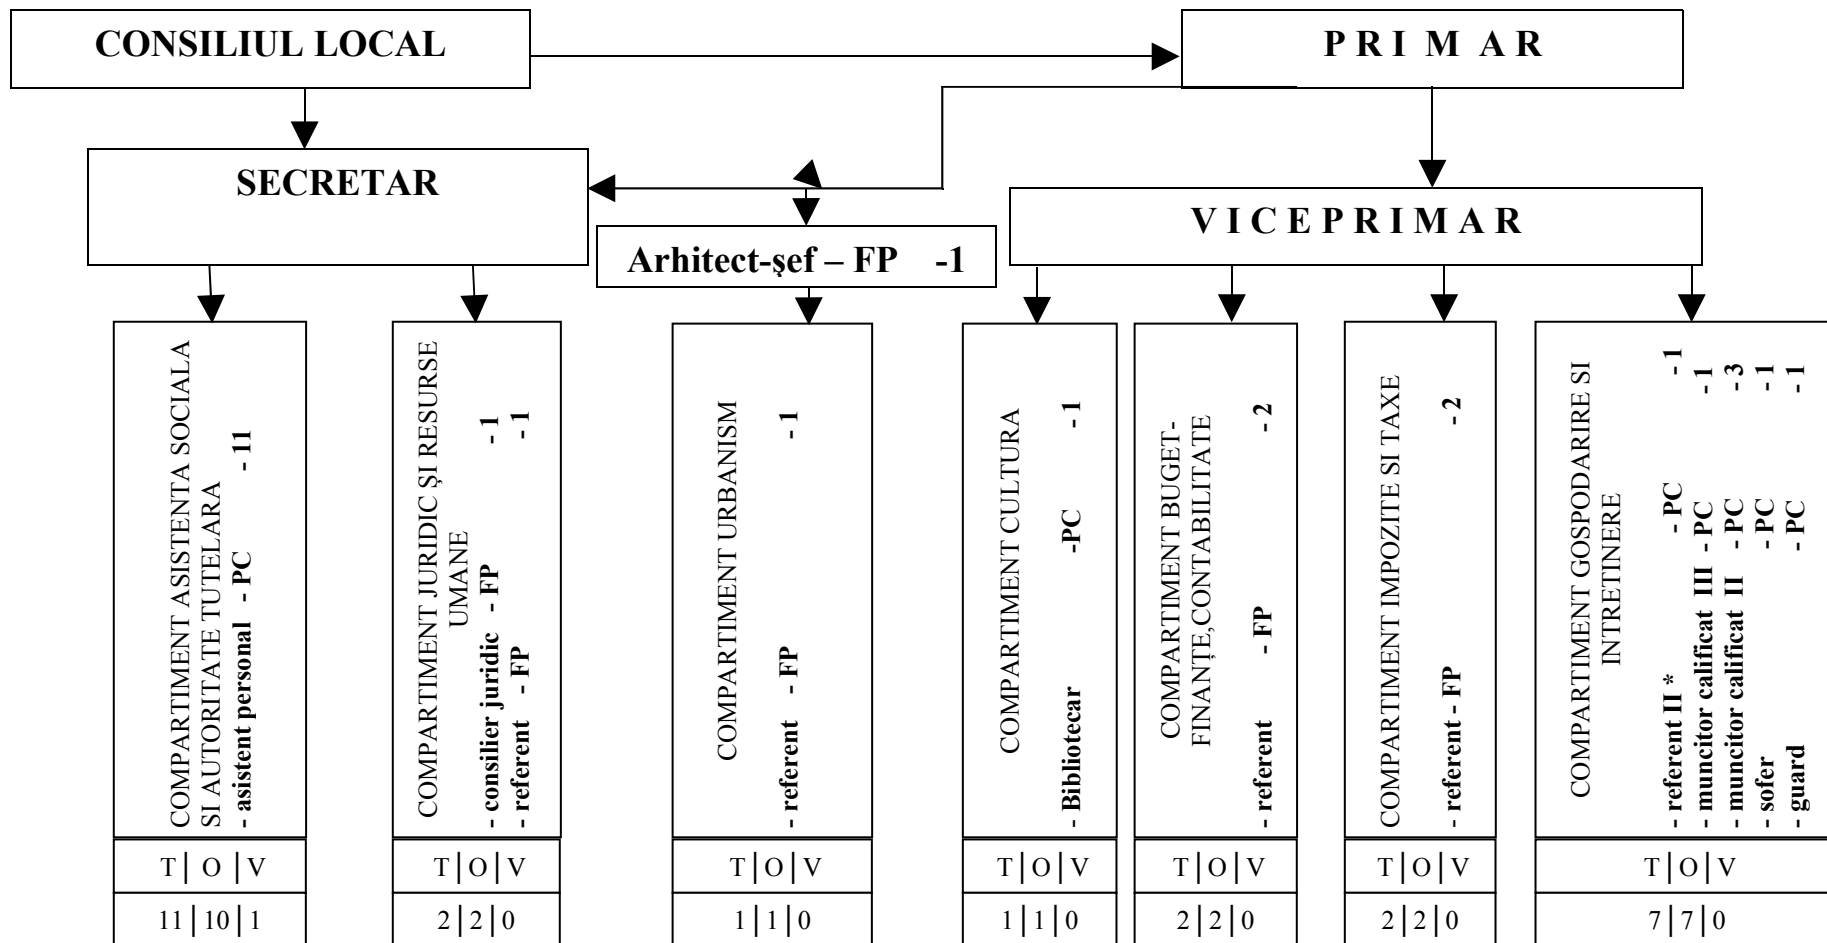 CONSILIUL LOCAL
P R I M A R
SECRETAR
V I C E P R I M A R
Arhitect-şef – FP -1
COMPARTIMENT ASISTENTA SOCIALA
SI AUTORITATE TUTELARA
- asistent personal - PC - 11
T | O | V
11 | 10 | 1
COMPARTIMENT JURIDIC ŞI RESURSE
UMANE
- consilier juridic - FP - 1
- referent - FP - 1
T | O | V
2 | 2 | 0
COMPARTIMENT URBANISM
- referent - FP - 1
T | O | V
1 | 1 | 0
COMPARTIMENT CULTURA
- Bibliotecar -PC - 1
T | O | V
1 | 1 | 0
COMPARTIMENT BUGET-
FINANŢE,CONTABILITATE
- referent - FP - 2
T | O | V
2 | 2 | 0
COMPARTIMENT IMPOZITE SI TAXE
- referent - FP - 2
T | O | V
2 | 2 | 0
COMPARTIMENT GOSPODARIRE SI
INTRETINERE
- referent II * - PC - 1
- muncitor calificat III - PC - 1
- muncitor calificat II - PC - 3
- sofer - PC - 1
- guard - PC - 1
T | O | V
7 | 7 | 0